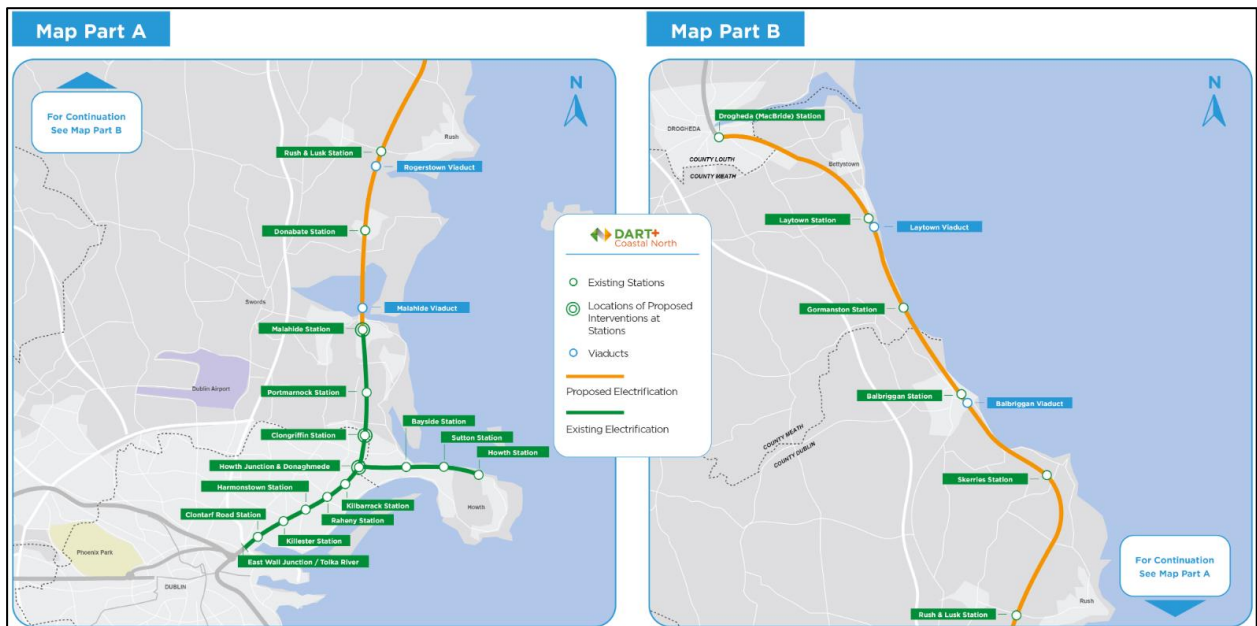 Map Part A
For Continuation
See Map Part B
N
Rush
Rush & Lusk Station
Rogerstown Viaduct
Donabate Station
Swords
Malahide Viaduct
Malahide Station
Dublin Airport
Portmarnock Station
Clongriffin Station
Bayside Station
Sutton Station
Howth Station
Howth Junction & Donaghmede
Harmonstown Station
Kilbarrack Station
Howth
Clontarf Road Station
Raheny Station
Killester Station
Phoenix Park
East Wall Junction / Tolka River
DUBLIN
DART+
Coastal North
Existing Stations
Locations of Proposed
Interventions at
Stations
Viaducts
Proposed Electrification
Existing Electrification
Map Part B
N
Drogheda (MacBride) Station
DROGHEDA
COUNTY LOUTH
COUNTY MEATH
Bettystown
Laytown Station
Laytown Viaduct
Gormanston Station
Balbriggan Station
Balbriggan Viaduct
COUNTY MEATH
COUNTY DUBLIN
Skerries Station
For Continuation
See Map Part A
Rush
Rush & Lusk Station